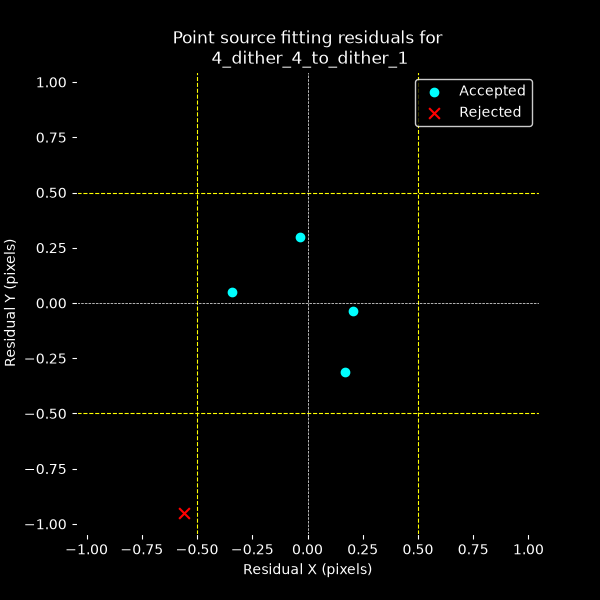 Point source fitting residuals for
4_dither_4_to_dither_1
Accepted
Rejected
1.00
0.75
0.50
0.25
0.00
−0.25
−0.50
−0.75
−1.00
Residual Y (pixels)
−1.00 −0.75 −0.50 −0.25 0.00 0.25 0.50 0.75 1.00
Residual X (pixels)